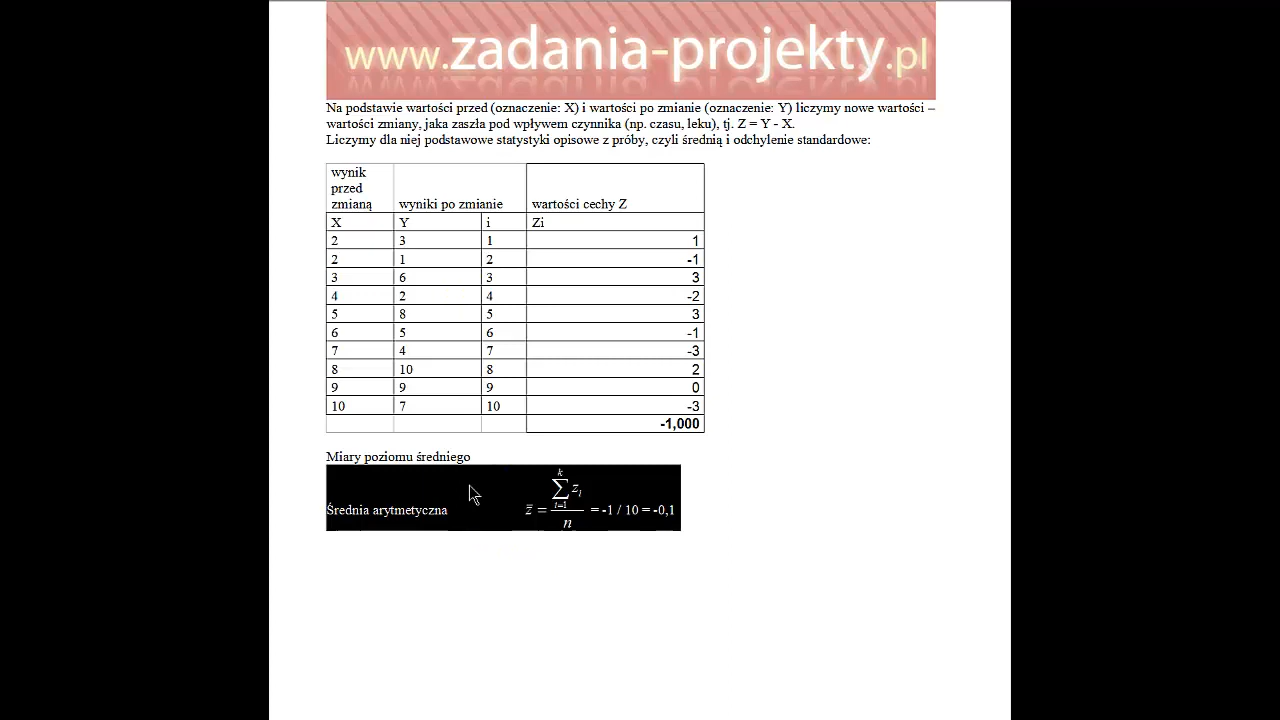 www.zadania-projekty.pl
Na podstawie wartości przed (oznaczenie: X) i wartości po zmianie (oznaczenie: Y) liczymy nowe wartości –
wartości zmiany, jaka zaszła pod wpływem czynnika (np. czasu, leku), tj. Z = Y - X.
Liczymy dla niej podstawowe statystyki opisowe z próby, czyli średnią i odchylenie standardowe:
wynik
przed
zmianą wyniki po zmianie wartości cechy Z
X Y i Zi
2 3 1 1
2 1 2 -1
3 6 3 3
4 2 4 -2
5 8 5 3
6 5 6 -1
7 4 7 -3
8 10 8 2
9 9 9 0
10 7 10 -3
-1,000
Miary poziomu średniego
k
∑ z_i
i=1
Średnia arytmetyczna z̄ = = -1 / 10 = -0,1
n